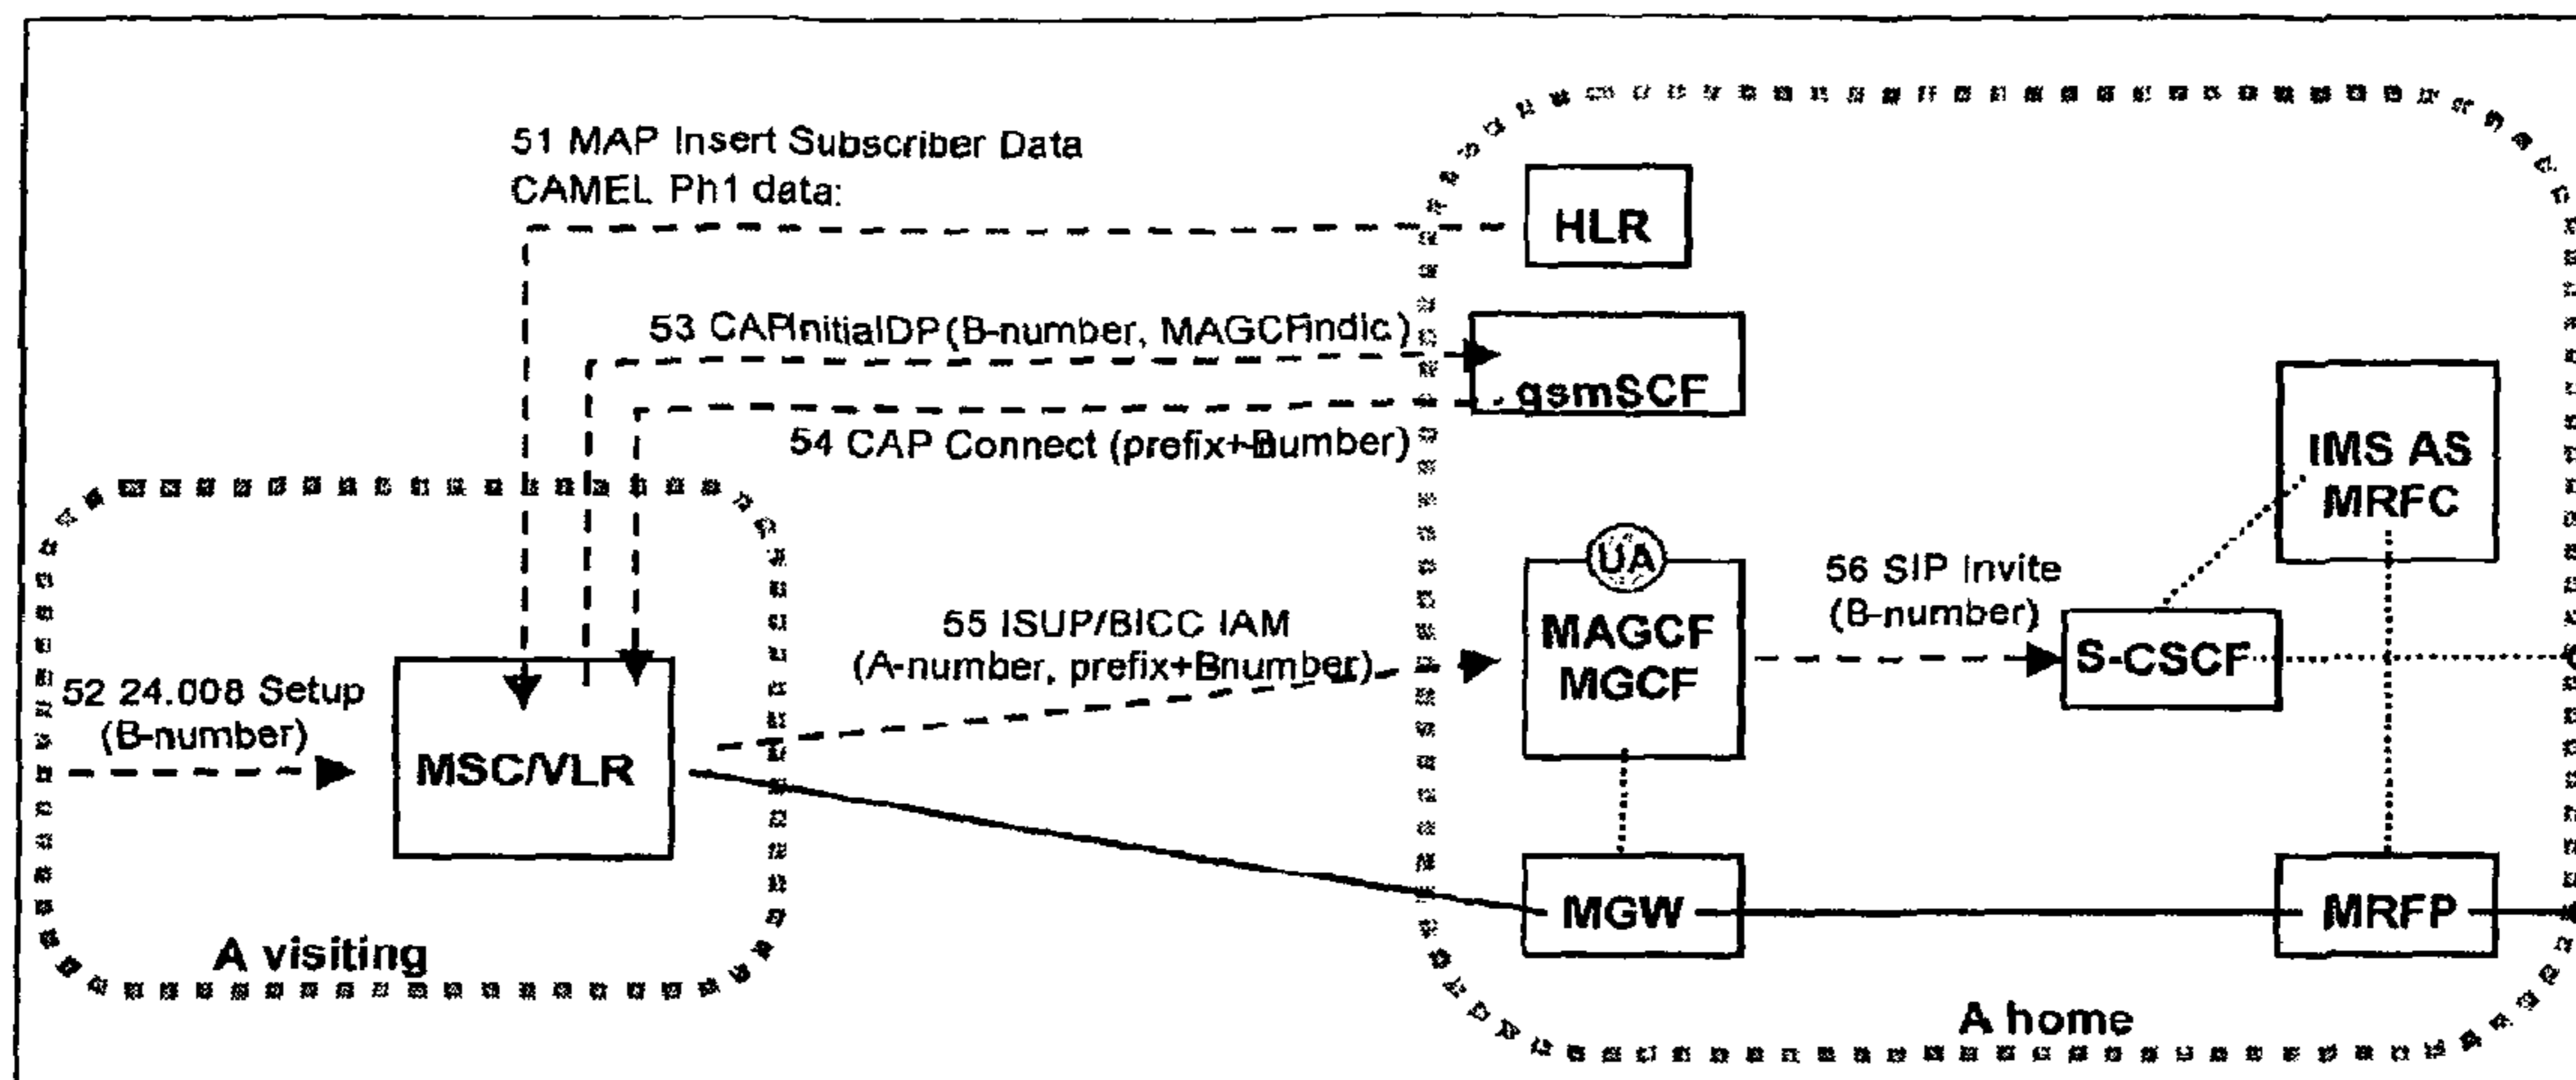 51 MAP Insert Subscriber Data
CAMEL Ph1 data:
HLR
53 CAPInitialDP(B-number, MAGCFindic.)
gsmSCF
54 CAP Connect (prefix+Bnumber)
IMS AS
MRFC
UA
56 SIP Invite
(B-number)
55 ISUP/BICC IAM
(A-number, prefix+Bnumber)
MAGCF
MGCF
S-CSCF
52 24.008 Setup
(B-number)
MSC/VLR
MGW
MRFP
A visiting
A home